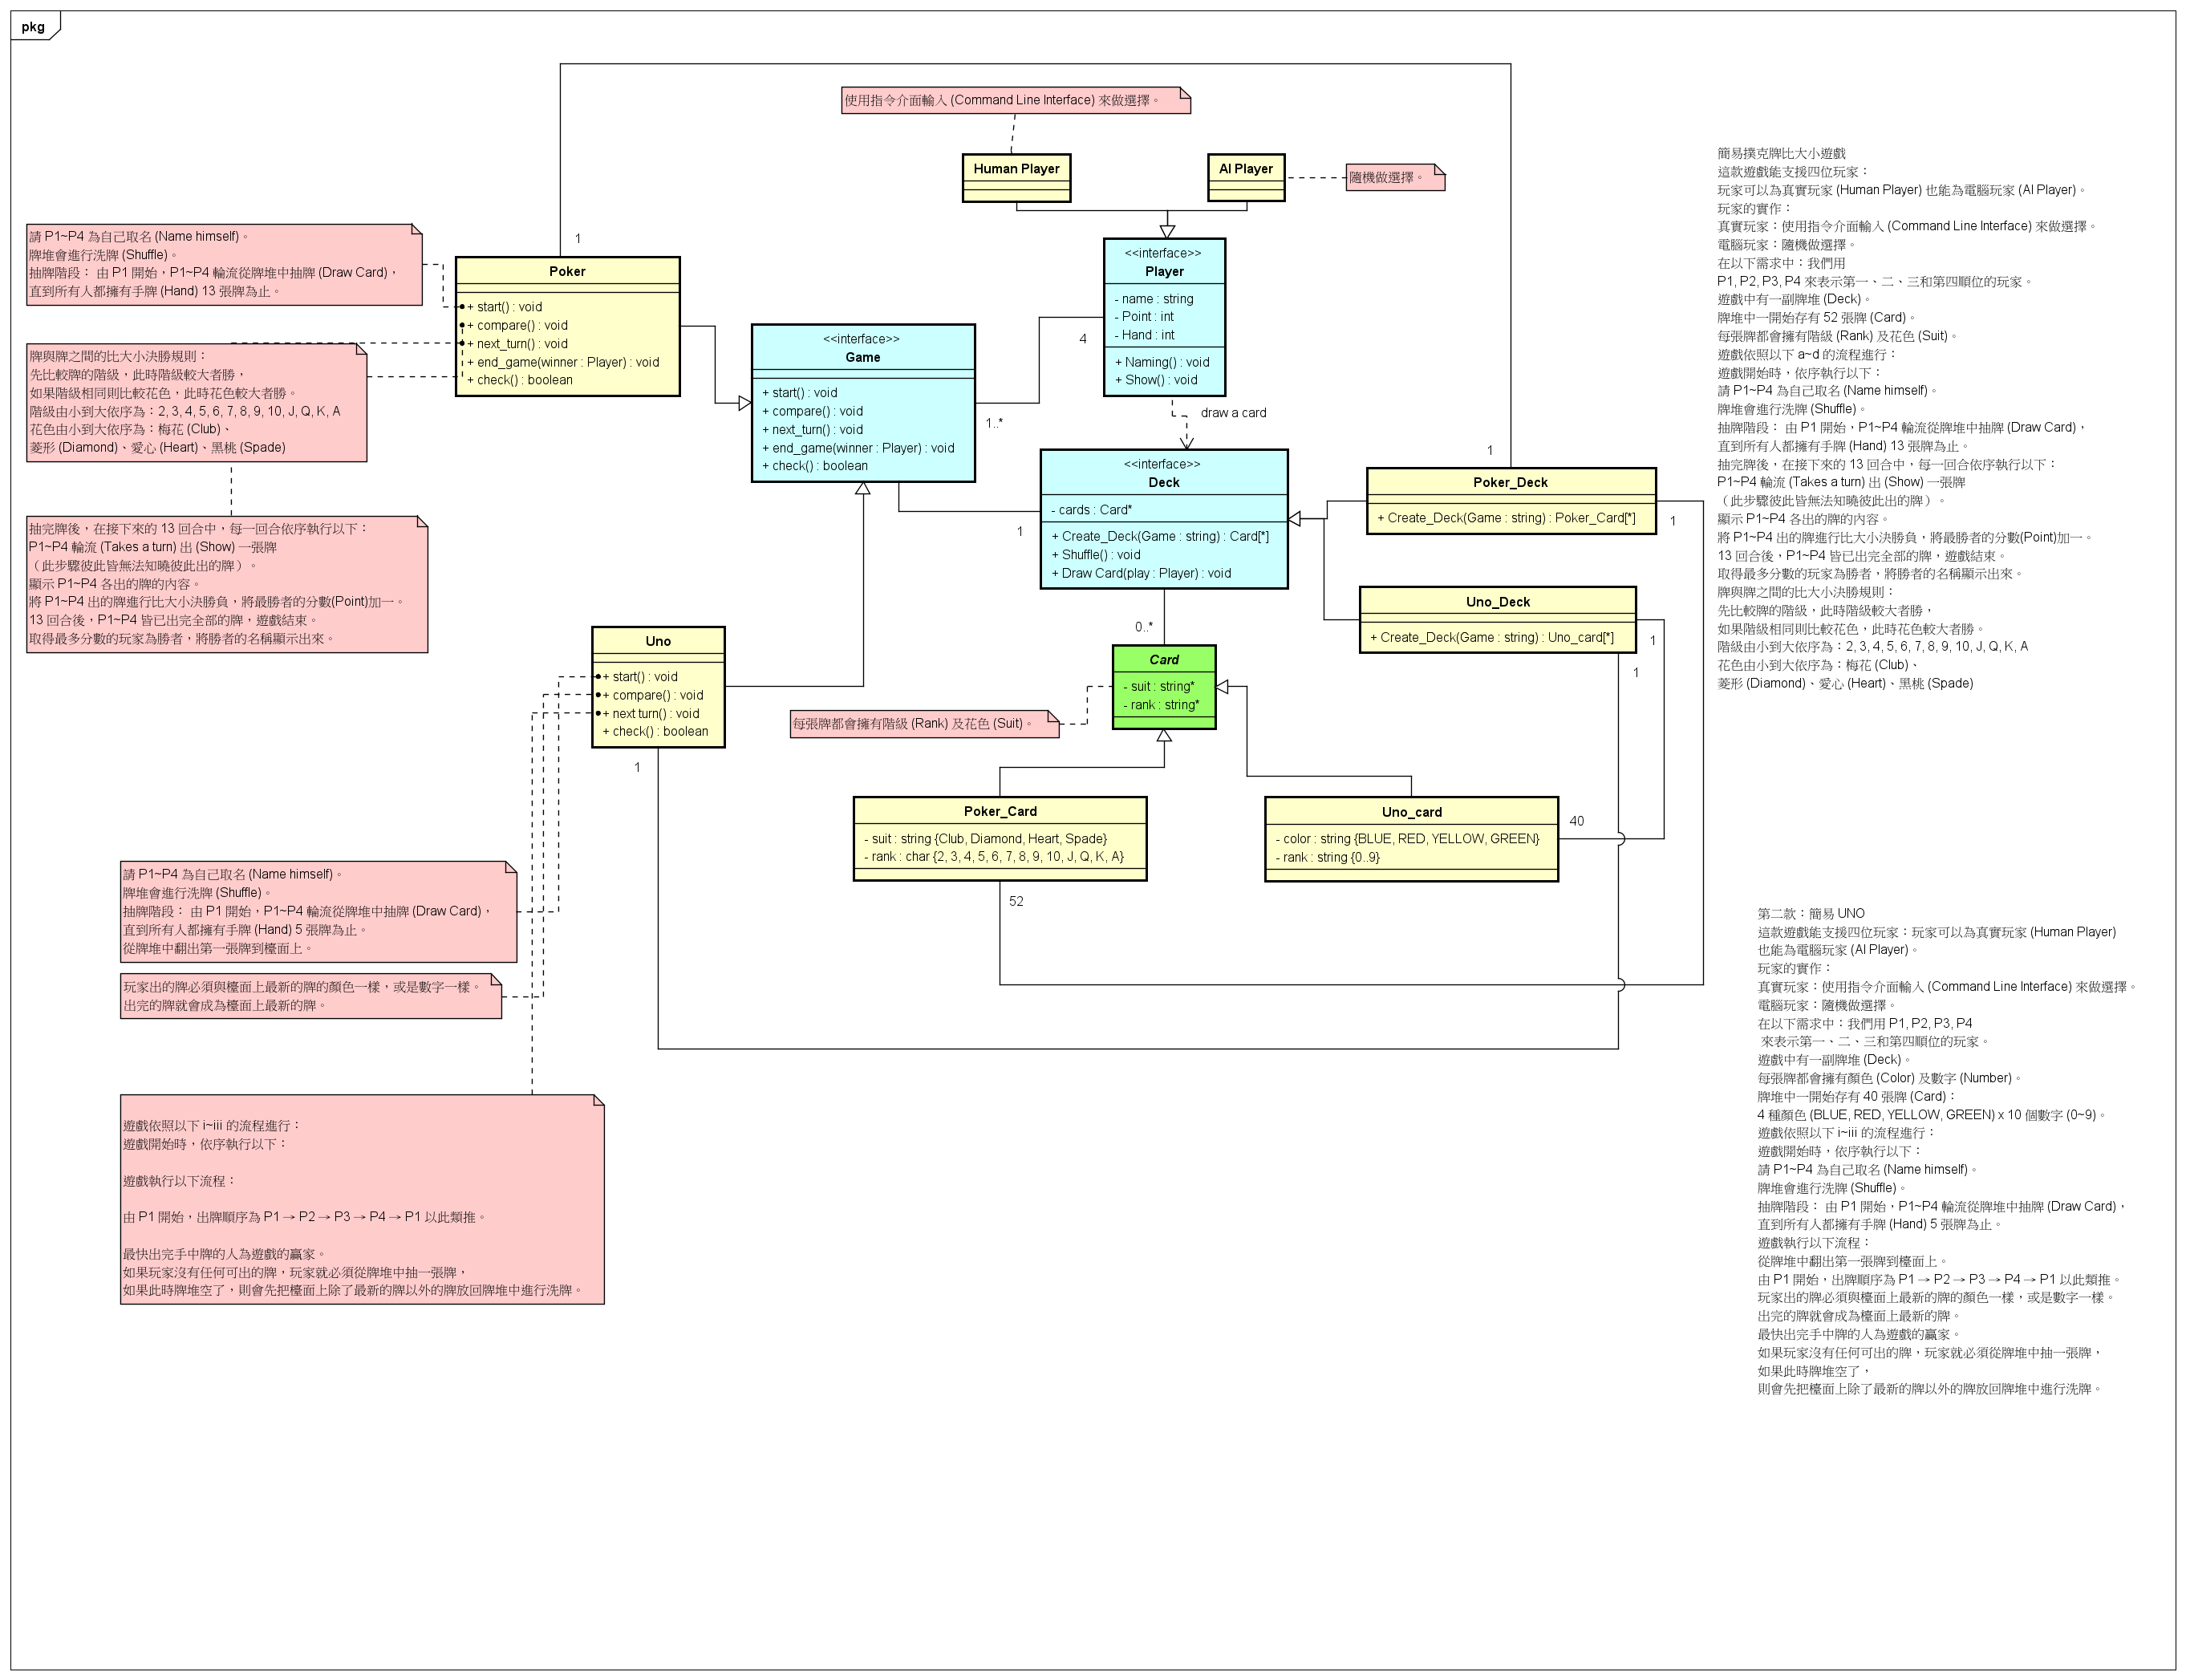 pkg
使用指令介面輸入 (Command Line Interface) 來做選擇。
Human Player
AI Player
隨機做選擇。
請 P1~P4 為自己取名 (Name himself)。
牌堆會進行洗牌 (Shuffle)。
抽牌階段： 由 P1 開始，P1~P4 輪流從牌堆中抽牌 (Draw Card)，
直到所有人都擁有手牌 (Hand) 13 張牌為止。
1
Poker
+ start() : void
+ compare() : void
+ next_turn() : void
+ end_game(winner : Player) : void
+ check() : boolean
牌與牌之間的比大小決勝規則：
先比較牌的階級，此時階級較大者勝，
如果階級相同則比較花色，此時花色較大者勝。
階級由小到大依序為：2, 3, 4, 5, 6, 7, 8, 9, 10, J, Q, K, A
花色由小到大依序為：梅花 (Club)、
菱形 (Diamond)、愛心 (Heart)、黑桃 (Spade)
抽完牌後，在接下來的 13 回合中，每一回合依序執行以下：
P1~P4 輪流 (Takes a turn) 出 (Show) 一張牌
（此步驟彼此皆無法知曉彼此出的牌）。
顯示 P1~P4 各出的牌的內容。
將 P1~P4 出的牌進行比大小決勝負，將最勝者的分數(Point)加一。
13 回合後，P1~P4 皆已出完全部的牌，遊戲結束。
取得最多分數的玩家為勝者，將勝者的名稱顯示出來。
<<interface>>
Game
+ start() : void
+ compare() : void
+ next_turn() : void
+ end_game(winner : Player) : void
+ check() : boolean
<<interface>>
Player
- name : string
- Point : int
- Hand : int
+ Naming() : void
+ Show() : void
4
1..*
draw a card
<<interface>>
Deck
- cards : Card*
+ Create_Deck(Game : string) : Card[*]
+ Shuffle() : void
+ Draw Card(play : Player) : void
1
1
Poker_Deck
+ Create_Deck(Game : string) : Poker_Card[*]
1
Uno_Deck
+ Create_Deck(Game : string) : Uno_card[*]
1
1
0..*
Card
- suit : string*
- rank : string*
每張牌都會擁有階級 (Rank) 及花色 (Suit)。
Uno
+ start() : void
+ compare() : void
+ next turn() : void
+ check() : boolean
1
Poker_Card
- suit : string {Club, Diamond, Heart, Spade}
- rank : char {2, 3, 4, 5, 6, 7, 8, 9, 10, J, Q, K, A}
52
Uno_card
- color : string {BLUE, RED, YELLOW, GREEN}
- rank : string {0..9}
40
請 P1~P4 為自己取名 (Name himself)。
牌堆會進行洗牌 (Shuffle)。
抽牌階段： 由 P1 開始，P1~P4 輪流從牌堆中抽牌 (Draw Card)，
直到所有人都擁有手牌 (Hand) 5 張牌為止。
從牌堆中翻出第一張牌到檯面上。
玩家出的牌必須與檯面上最新的牌的顏色一樣，或是數字一樣。
出完的牌就會成為檯面上最新的牌。
遊戲依照以下 i~iii 的流程進行：
遊戲開始時，依序執行以下：
遊戲執行以下流程：
由 P1 開始，出牌順序為 P1 → P2 → P3 → P4 → P1 以此類推。
最快出完手中牌的人為遊戲的贏家。
如果玩家沒有任何可出的牌，玩家就必須從牌堆中抽一張牌，
如果此時牌堆空了，則會先把檯面上除了最新的牌以外的牌放回牌堆中進行洗牌。
簡易撲克牌比大小遊戲
這款遊戲能支援四位玩家：
玩家可以為真實玩家 (Human Player) 也能為電腦玩家 (AI Player)。
玩家的實作：
真實玩家：使用指令介面輸入 (Command Line Interface) 來做選擇。
電腦玩家：隨機做選擇。
在以下需求中：我們用
P1, P2, P3, P4 來表示第一、二、三和第四順位的玩家。
遊戲中有一副牌堆 (Deck)。
牌堆中一開始存有 52 張牌 (Card)。
每張牌都會擁有階級 (Rank) 及花色 (Suit)。
遊戲依照以下 a~d 的流程進行：
遊戲開始時，依序執行以下：
請 P1~P4 為自己取名 (Name himself)。
牌堆會進行洗牌 (Shuffle)。
抽牌階段： 由 P1 開始，P1~P4 輪流從牌堆中抽牌 (Draw Card)，
直到所有人都擁有手牌 (Hand) 13 張牌為止。
抽完牌後，在接下來的 13 回合中，每一回合依序執行以下：
P1~P4 輪流 (Takes a turn) 出 (Show) 一張牌
（此步驟彼此皆無法知曉彼此出的牌）。
顯示 P1~P4 各出的牌的內容。
將 P1~P4 出的牌進行比大小決勝負，將最勝者的分數(Point)加一。
13 回合後，P1~P4 皆已出完全部的牌，遊戲結束。
取得最多分數的玩家為勝者，將勝者的名稱顯示出來。
牌與牌之間的比大小決勝規則：
先比較牌的階級，此時階級較大者勝，
如果階級相同則比較花色，此時花色較大者勝。
階級由小到大依序為：2, 3, 4, 5, 6, 7, 8, 9, 10, J, Q, K, A
花色由小到大依序為：梅花 (Club)、
菱形 (Diamond)、愛心 (Heart)、黑桃 (Spade)
第二款：簡易 UNO
這款遊戲能支援四位玩家：玩家可以為真實玩家 (Human Player)
也能為電腦玩家 (AI Player)。
玩家的實作：
真實玩家：使用指令介面輸入 (Command Line Interface) 來做選擇。
電腦玩家：隨機做選擇。
在以下需求中：我們用 P1, P2, P3, P4
來表示第一、二、三和第四順位的玩家。
遊戲中有一副牌堆 (Deck)。
每張牌都會擁有顏色 (Color) 及數字 (Number)。
牌堆中一開始存有 40 張牌 (Card)：
4 種顏色 (BLUE, RED, YELLOW, GREEN) x 10 個數字 (0~9)。
遊戲依照以下 i~iii 的流程進行：
遊戲開始時，依序執行以下：
請 P1~P4 為自己取名 (Name himself)。
牌堆會進行洗牌 (Shuffle)。
抽牌階段： 由 P1 開始，P1~P4 輪流從牌堆中抽牌 (Draw Card)，
直到所有人都擁有手牌 (Hand) 5 張牌為止。
遊戲執行以下流程：
從牌堆中翻出第一張牌到檯面上。
由 P1 開始，出牌順序為 P1 → P2 → P3 → P4 → P1 以此類推。
玩家出的牌必須與檯面上最新的牌的顏色一樣，或是數字一樣。
出完的牌就會成為檯面上最新的牌。
最快出完手中牌的人為遊戲的贏家。
如果玩家沒有任何可出的牌，玩家就必須從牌堆中抽一張牌，
如果此時牌堆空了，
則會先把檯面上除了最新的牌以外的牌放回牌堆中進行洗牌。